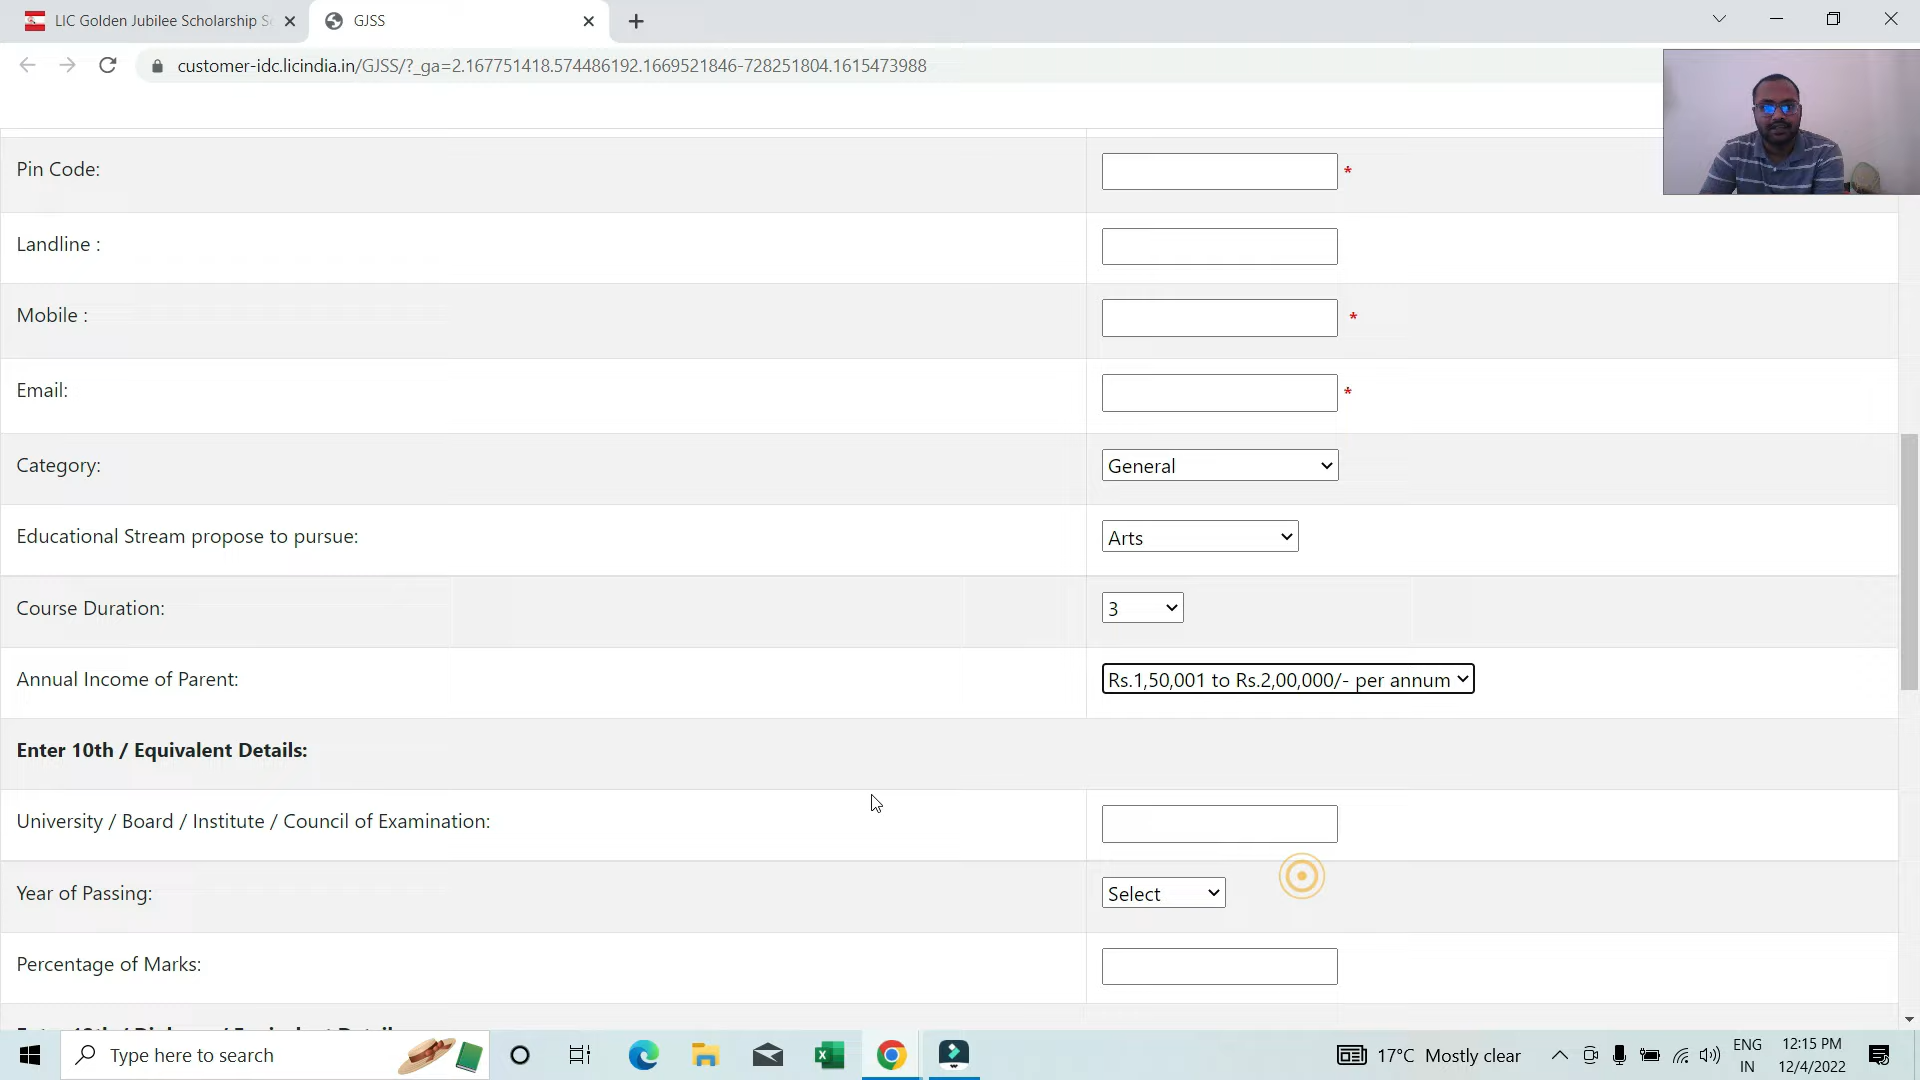 LIC Golden Jubilee Scholarship S
GJSS
customer-idc.licindia.in/GJSS/?_ga=2.167751418.574486192.1669521846-728251804.1615473988
Pin Code:
*
Landline :
Mobile :
*
Email:
*
Category:
General
Educational Stream propose to pursue:
Arts
Course Duration:
3
Annual Income of Parent:
Rs.1,50,001 to Rs.2,00,000/- per annum
Enter 10th / Equivalent Details:
University / Board / Institute / Council of Examination:
Year of Passing:
Select
Percentage of Marks:
Type here to search
17°C Mostly clear
ENG
IN
12:15 PM
12/4/2022